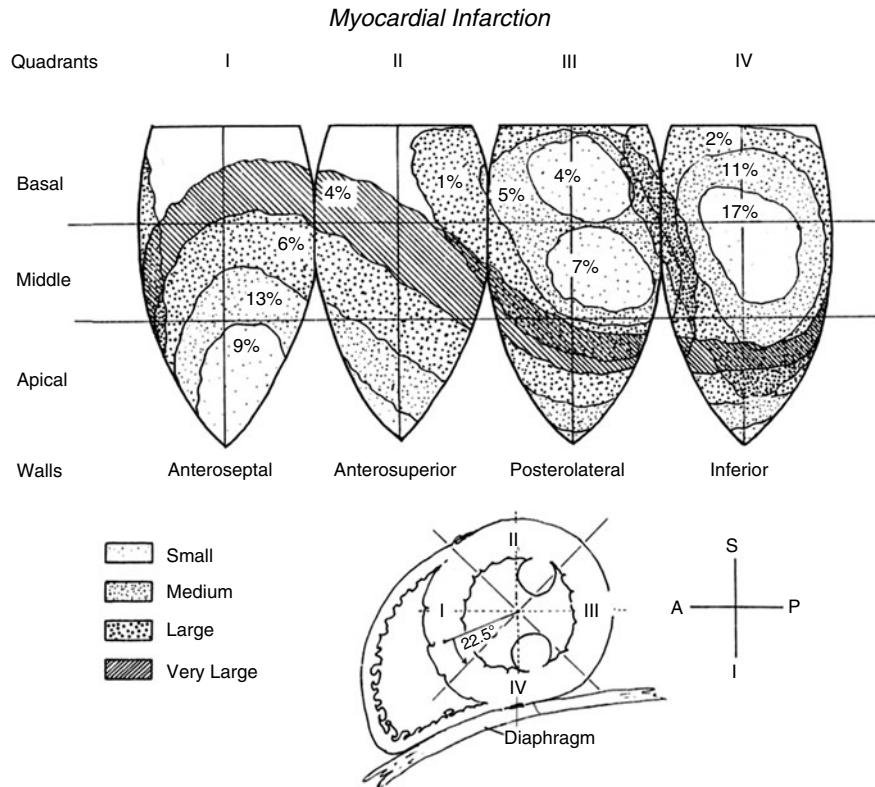 Myocardial Infarction
Quadrants I II III IV
Basal 4% 1% 5% 4% 2% 11% 17%
Middle 6% 13% 7%
Apical 9%
Walls Anteroseptal Anterosuperior Posterolateral Inferior
Small
Medium
Large
Very Large
II
I III
22.5°
IV
Diaphragm
S
A P
I